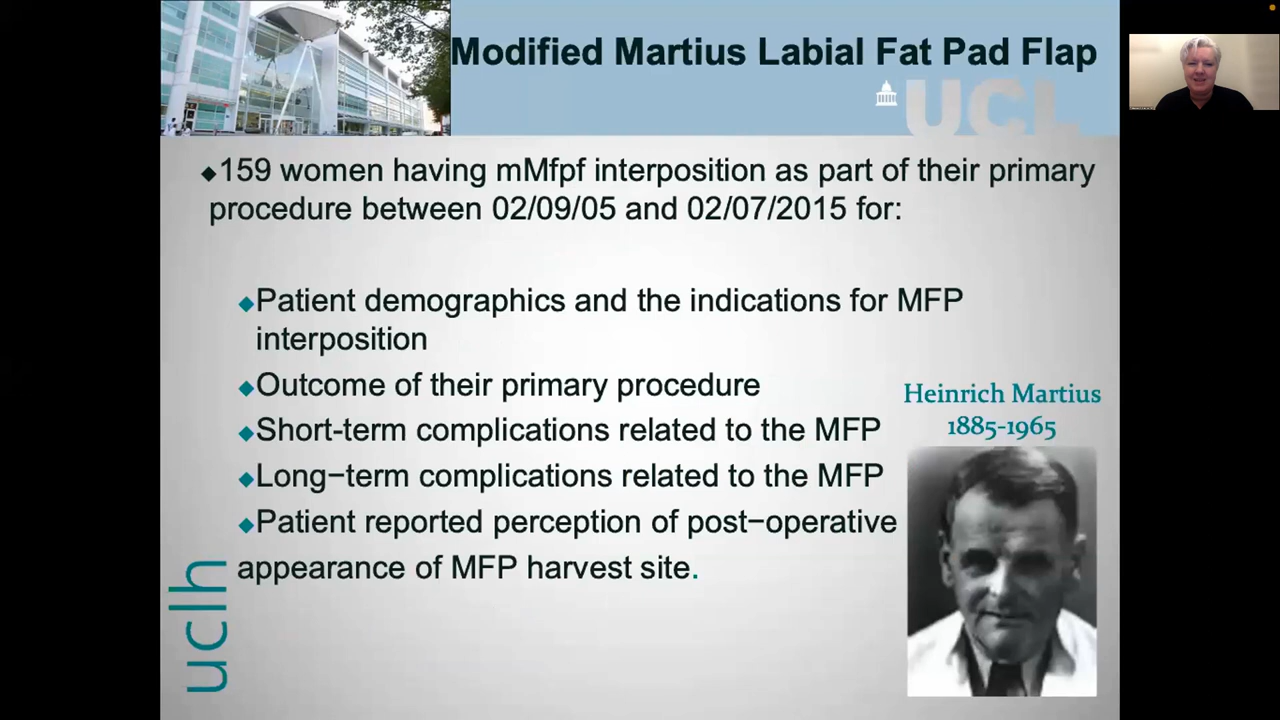 Modified Martius Labial Fat Pad Flap
UCL
◆159 women having mMfpf interposition as part of their primary
procedure between 02/09/05 and 02/07/2015 for:
◆Patient demographics and the indications for MFP
interposition
◆Outcome of their primary procedure
◆Short-term complications related to the MFP
◆Long−term complications related to the MFP
◆Patient reported perception of post−operative
appearance of MFP harvest site.
Heinrich Martius
1885-1965
uclh